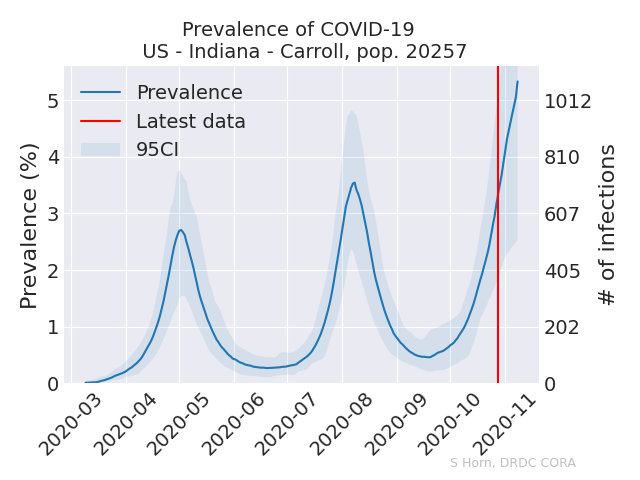 Prevalence of COVID-19
US - Indiana - Carroll, pop. 20257
Prevalence
Latest data
95CI
Prevalence (%)
5
4
3
2
1
0
1012
810
607
405
202
0
# of infections
2020-03
2020-04
2020-05
2020-06
2020-07
2020-08
2020-09
2020-10
2020-11
S Horn, DRDC CORA